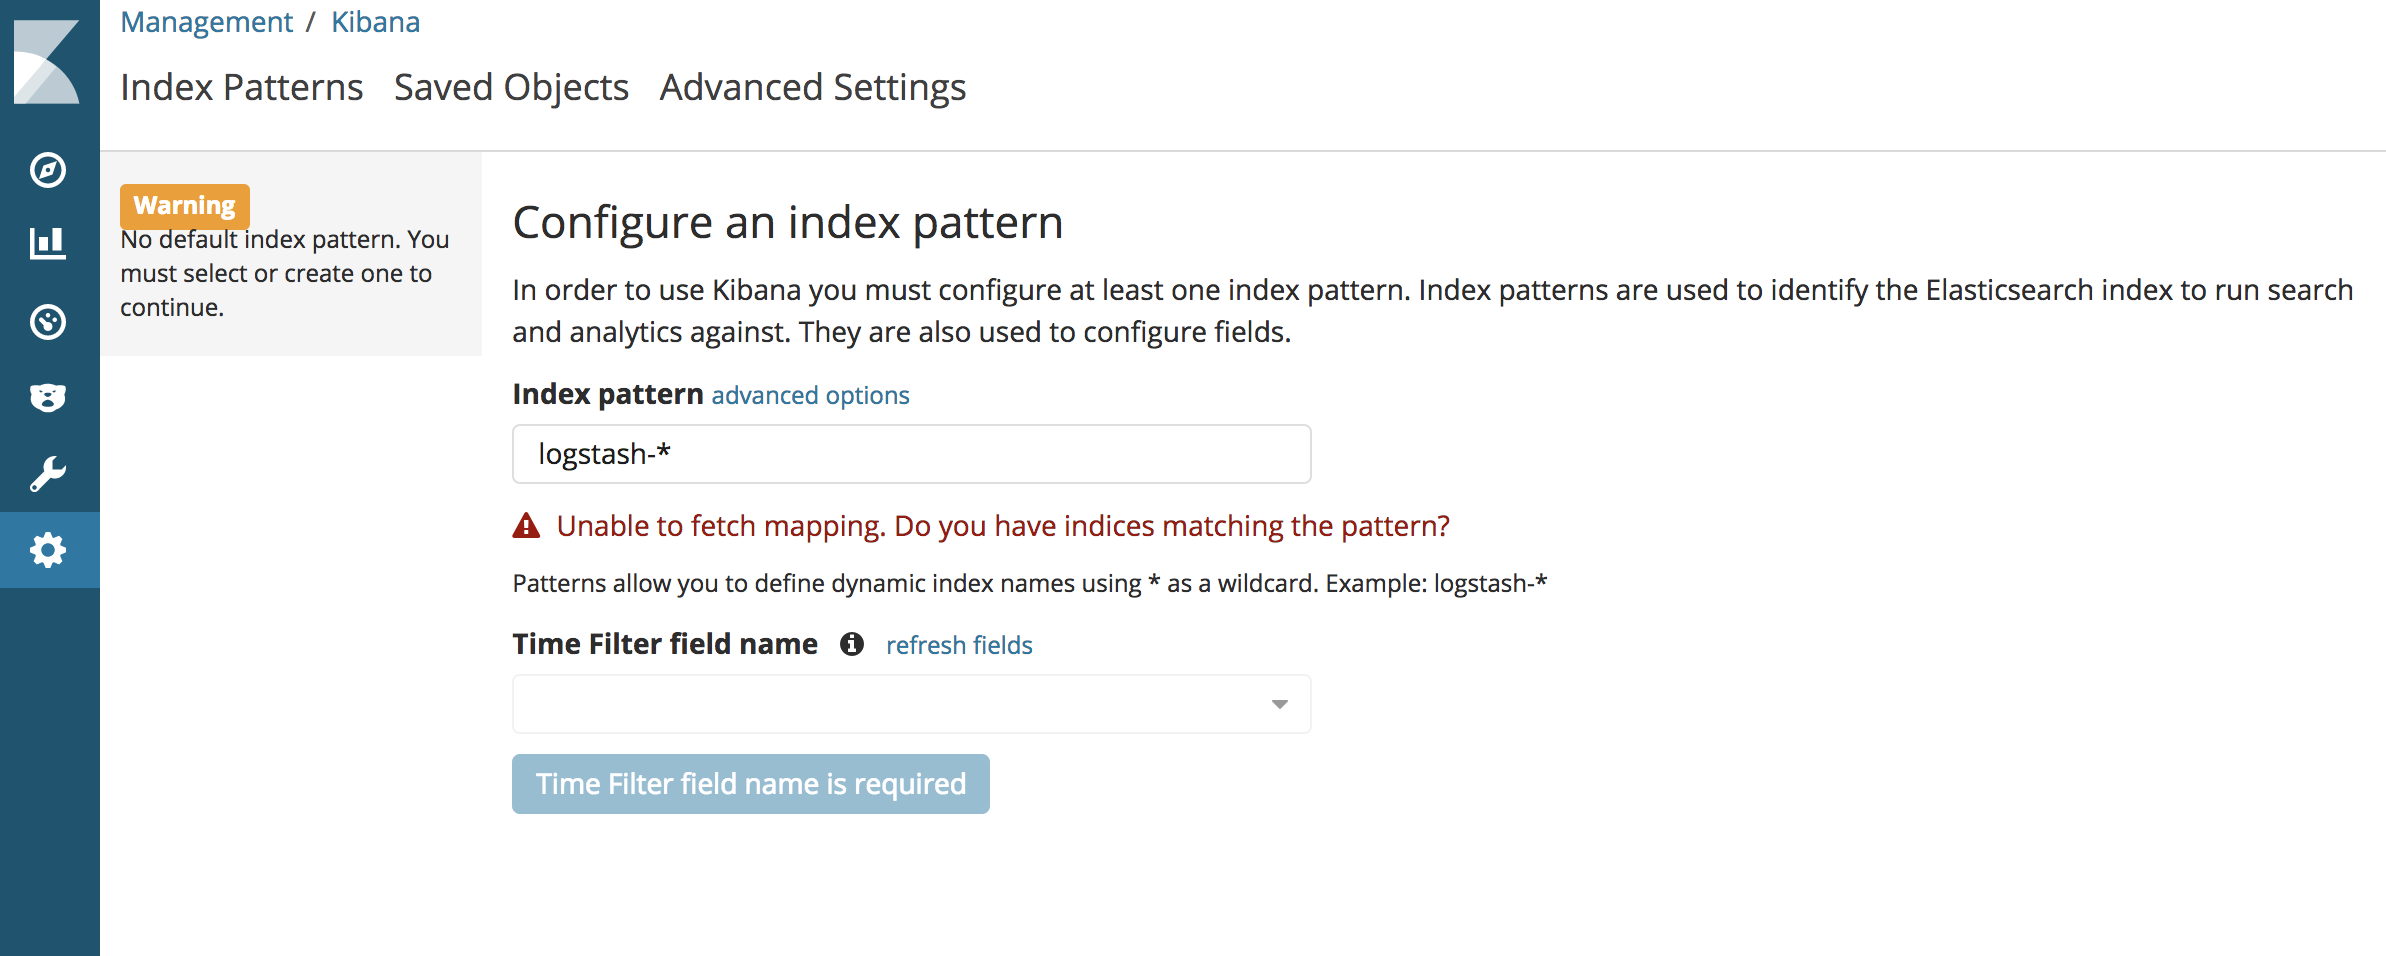 Management / Kibana
Index Patterns Saved Objects Advanced Settings
Warning
No default index pattern. You
must select or create one to
continue.
Configure an index pattern
In order to use Kibana you must configure at least one index pattern. Index patterns are used to identify the Elasticsearch index to run search
and analytics against. They are also used to configure fields.
Index pattern advanced options
logstash-*
Unable to fetch mapping. Do you have indices matching the pattern?
Patterns allow you to define dynamic index names using * as a wildcard. Example: logstash-*
Time Filter field name refresh fields
Time Filter field name is required